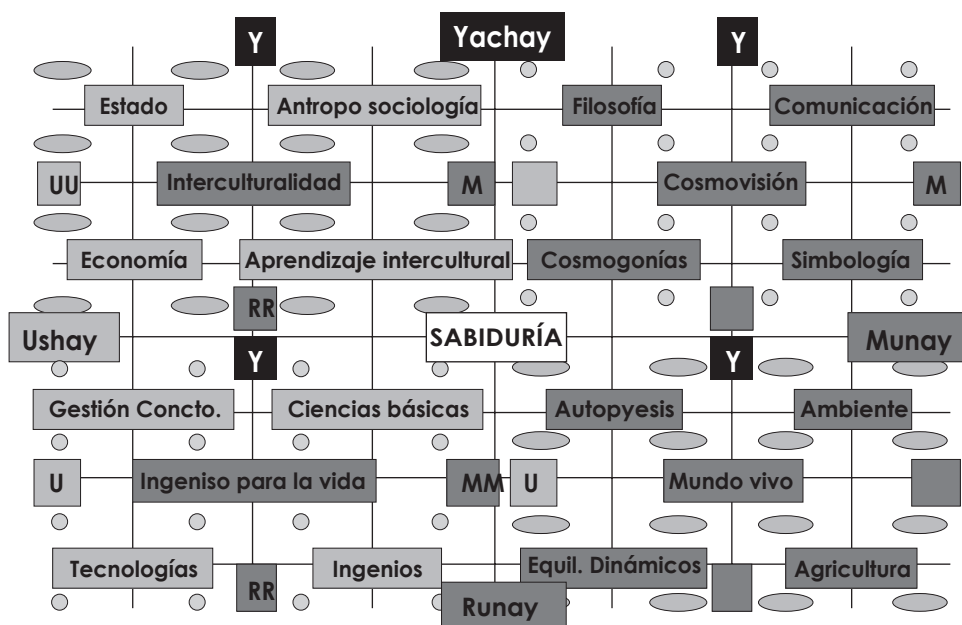 Y
Yachay
Y
Estado
Antropo sociología
Filosofía
Comunicación
UU
Interculturalidad
M
Cosmovisión
M
Economía
Aprendizaje intercultural
Cosmogonías
Simbología
RR
Ushay
SABIDURÍA
Munay
Y
Y
Gestión Concto.
Ciencias básicas
Autopyesis
Ambiente
U
Ingeniso para la vida
MM
U
Mundo vivo
Tecnologías
Ingenios
Equil. Dinámicos
Agricultura
RR
Runay